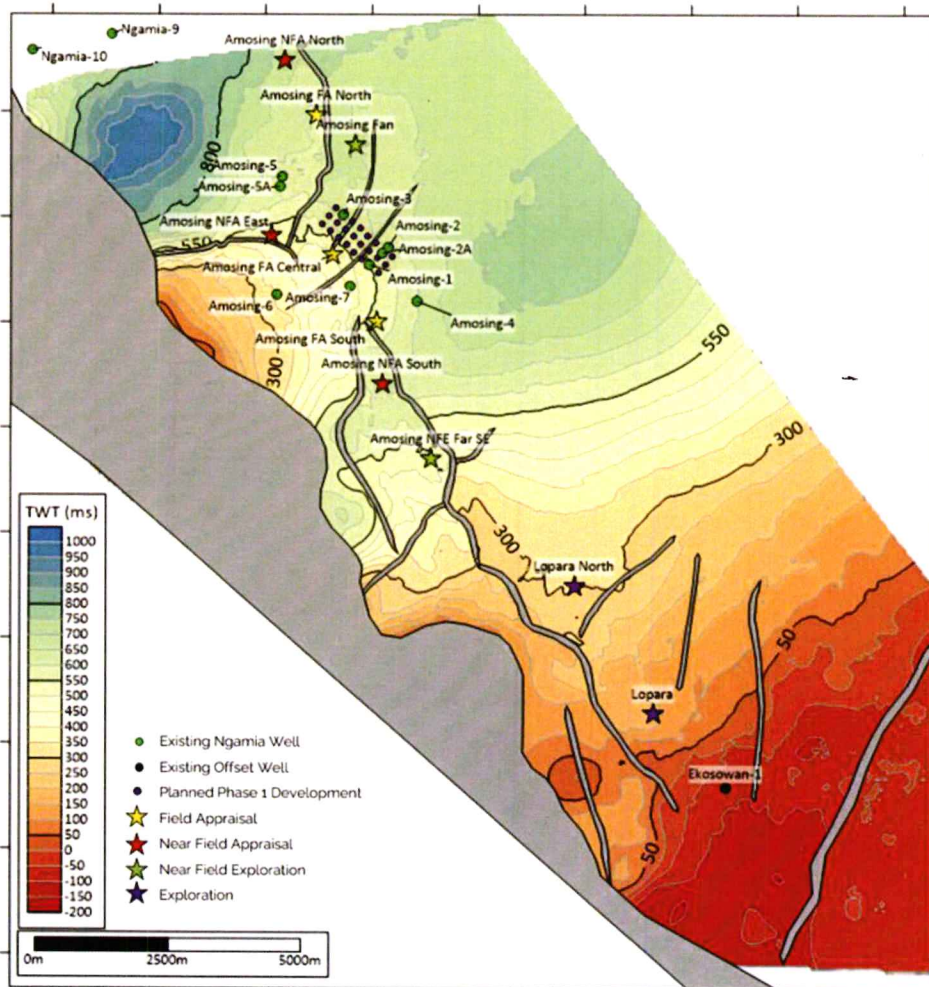 Ngamia-9
Ngamia-10
Amosing NFA North
Amosing FA North
Amosing Fan
800
Amosing-5
Amosing-5A
Amosing-3
Amosing NFA East
Amosing-2
550
Amosing-2A
Amosing FA Central
Amosing-1
Amosing-6
Amosing-7
Amosing-4
Amosing FA South
550
300
Amosing NFA South
300
Amosing NFE Far SE
TWT (ms)
1000
950
900
850
800
750
700
650
600
550
500
450
400
350
300
250
200
150
100
50
0
-50
-100
-150
-200
300
Lopara North
50
Lopara
Ekosowan-1
50
Existing Ngamia Well
Existing Offset Well
Planned Phase 1 Development
Field Appraisal
Near Field Appraisal
Near Field Exploration
Exploration
0m
2500m
5000m